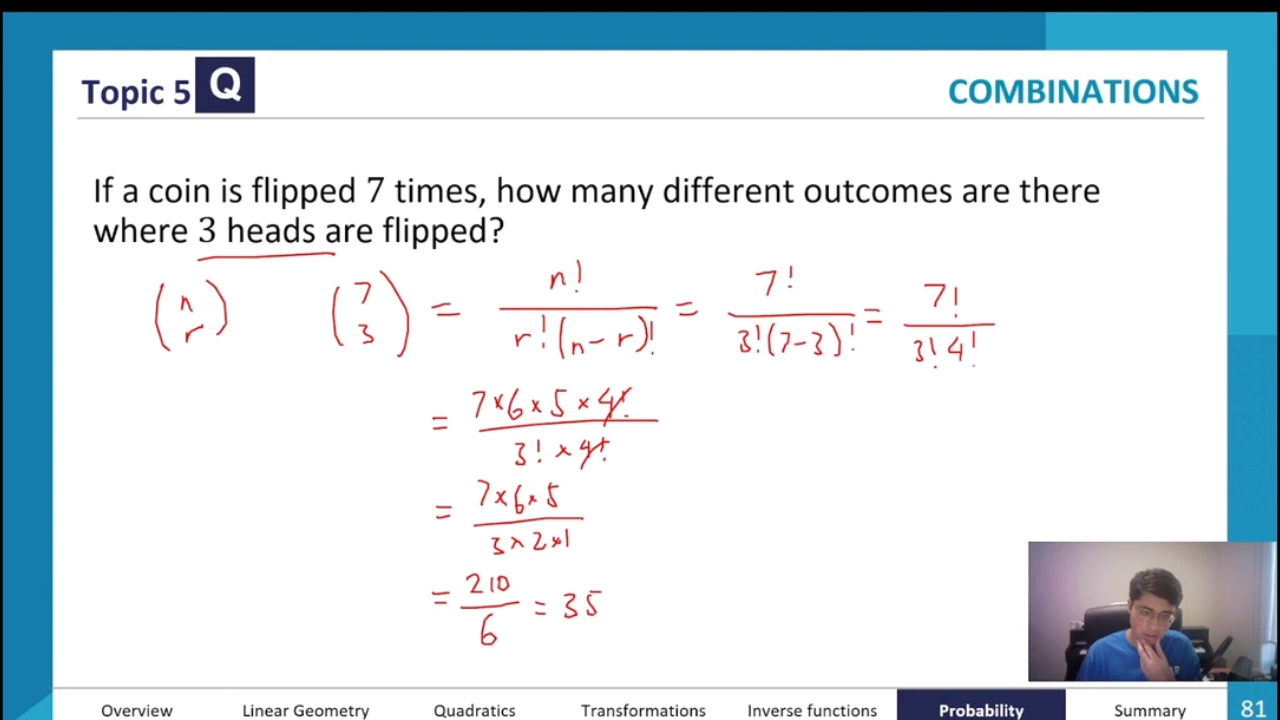 Topic 5 Q COMBINATIONS
If a coin is flipped 7 times, how many different outcomes are there
where 3 heads are flipped?
(n r) (7 3) = n! / r!(n-r)! = 7! / 3!(7-3)! = 7! / 3!4!
= 7×6×5×4! / 3!×4!
= 7×6×5 / 3×2×1
= 210 / 6 = 35
Overview Linear Geometry Quadratics Transformations Inverse functions Probability Summary 81